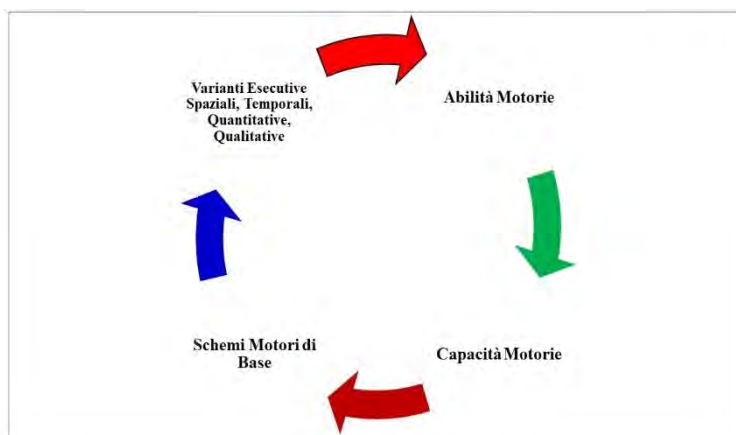 Varianti Esecutive
Spaziali, Temporali,
Quantitative,
Qualitative
Abilità Motorie
Schemi Motori di
Base
Capacità Motorie